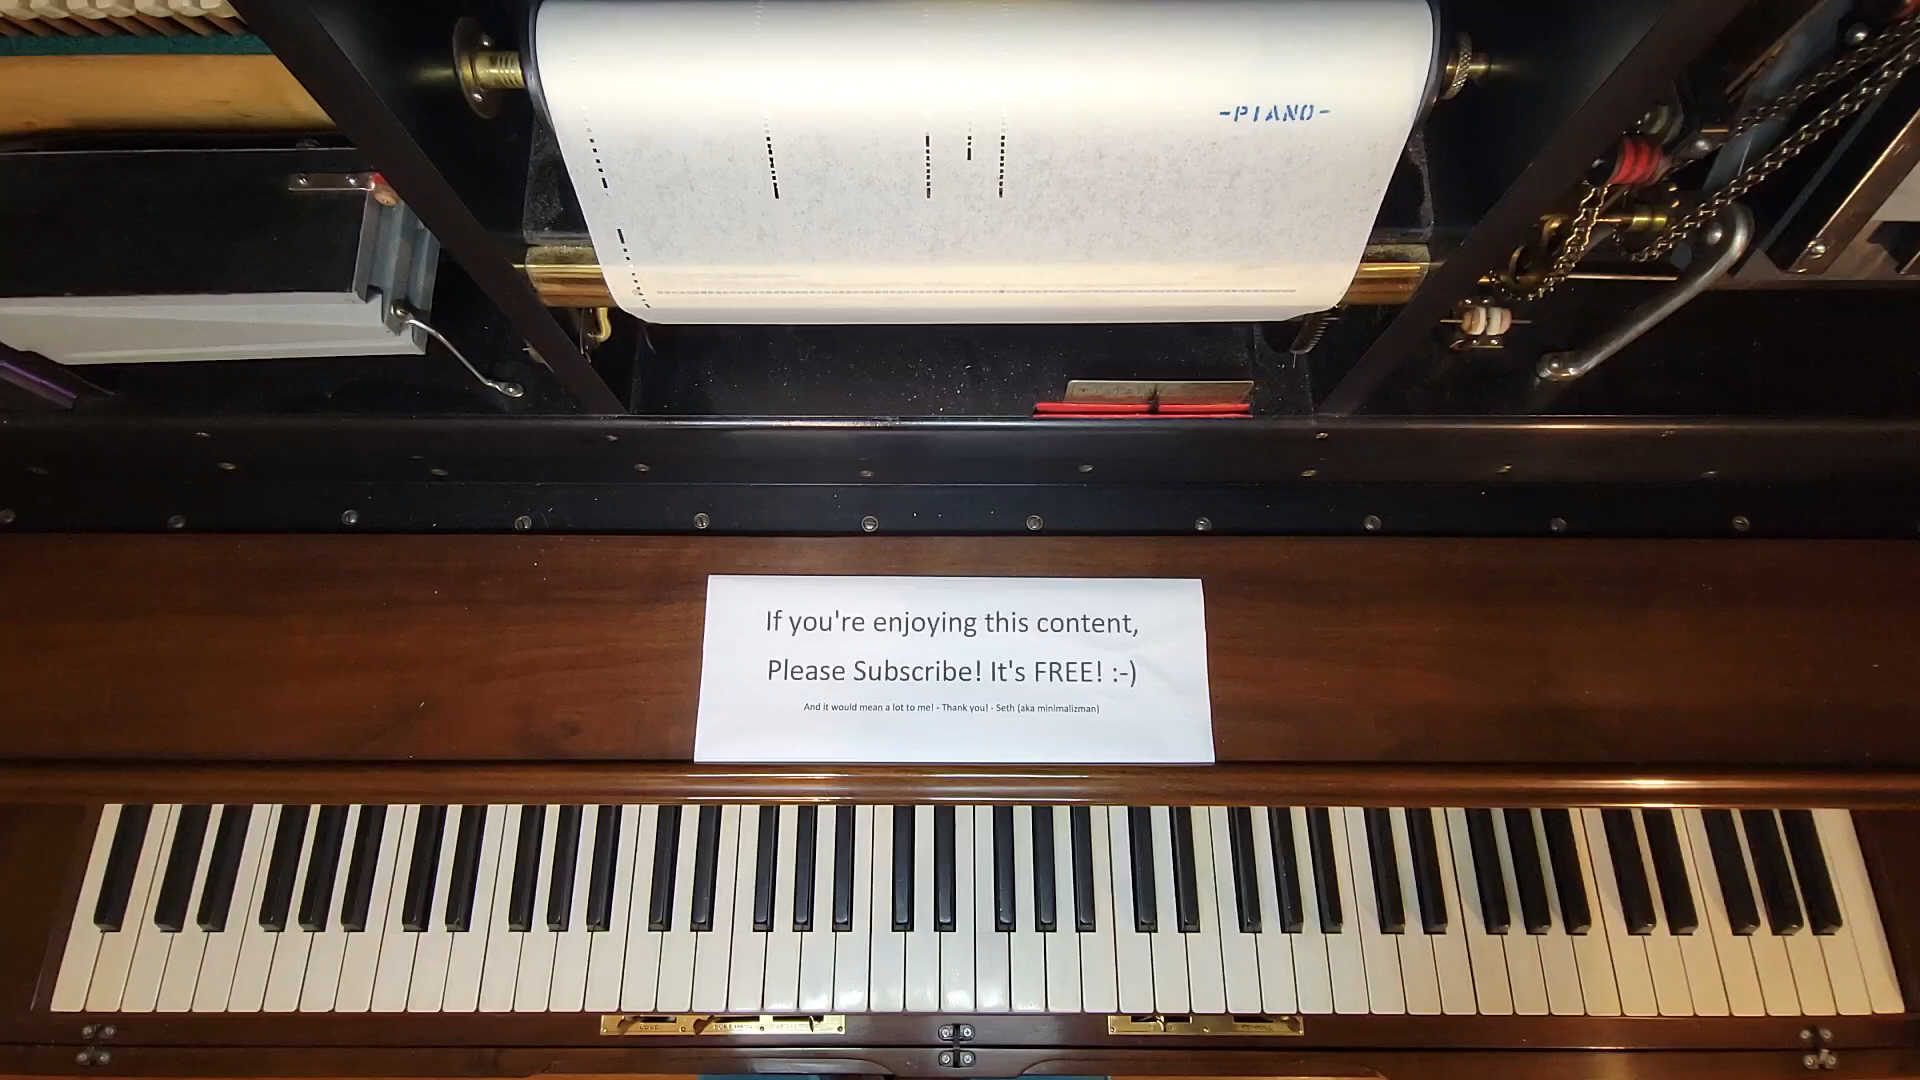 -PIANO-
If you're enjoying this content,
Please Subscribe! It's FREE! :-)
And it would mean a lot to me! - Thank you! - Seth (aka minimalizman)